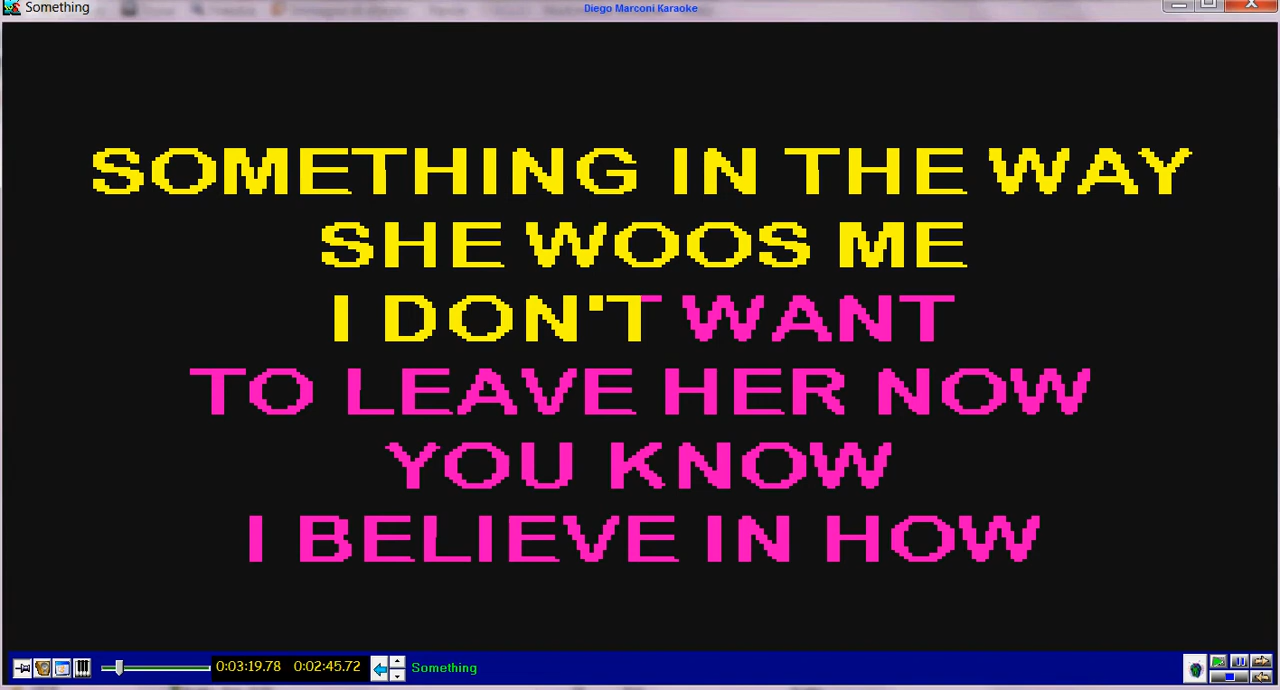 Something
Diego Marconi Karaoke
SOMETHING IN THE WAY
SHE WOOS ME
I DON'T WANT
TO LEAVE HER NOW
YOU KNOW
I BELIEVE IN HOW
0:03:19.78 0:02:45.72
Something